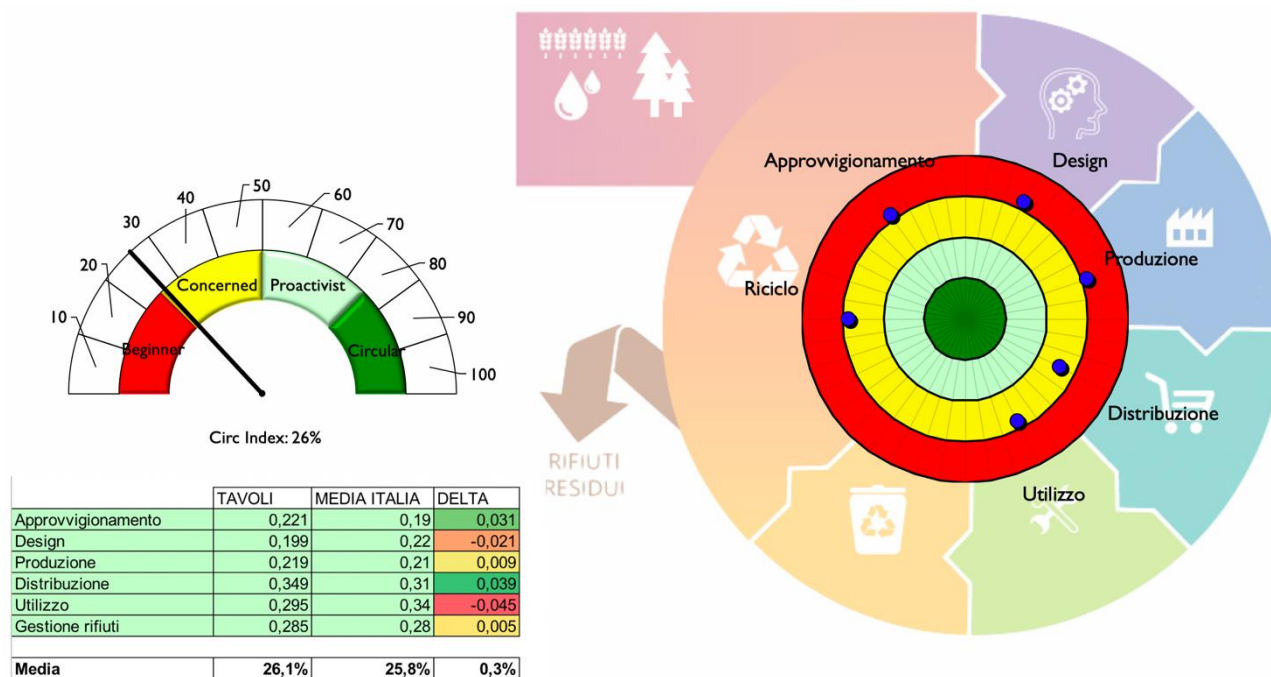 10
20
30
40
50
60
70
80
90
100
Beginner
Concerned
Proactivist
Circular
Circ Index: 26%
TAVOLI MEDIA ITALIA DELTA
Approvvigionamento 0,221 0,19 0,031
Design 0,199 0,22 -0,021
Produzione 0,219 0,21 0,009
Distribuzione 0,349 0,31 0,039
Utilizzo 0,295 0,34 -0,045
Gestione rifiuti 0,285 0,28 0,005
Media 26,1% 25,8% 0,3%
Approvvigionamento
Design
Produzione
Distribuzione
Utilizzo
Riciclo
RIFIUTI
RESIDUI